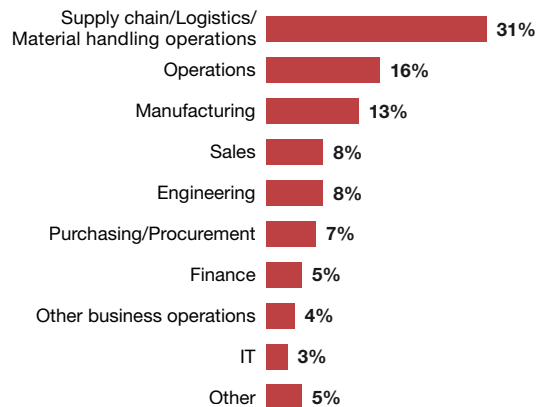 Supply chain/Logistics/
Material handling operations 31%
Operations 16%
Manufacturing 13%
Sales 8%
Engineering 8%
Purchasing/Procurement 7%
Finance 5%
Other business operations 4%
IT 3%
Other 5%